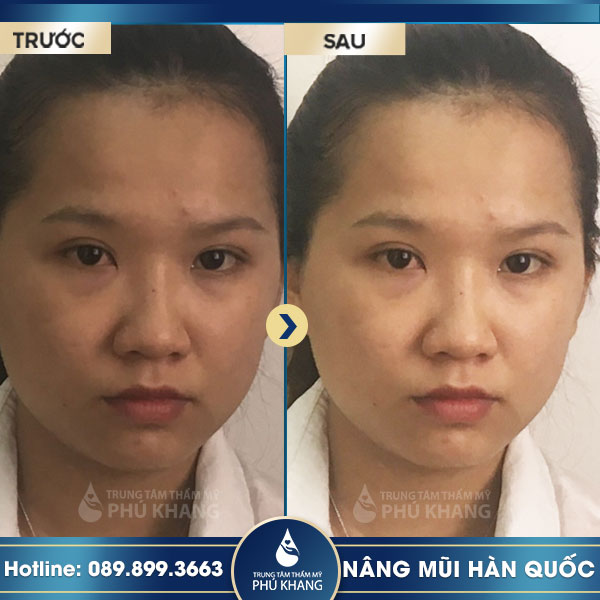 TRƯỚC
SAU
TRUNG TÂM THẨM MỸ
PHÚ KHANG
TRUNG TÂM THẨM MỸ
PHÚ KHANG
Hotline: 089.899.3663
TRUNG TÂM THẨM MỸ
PHÚ KHANG
NÂNG MŨI HÀN QUỐC